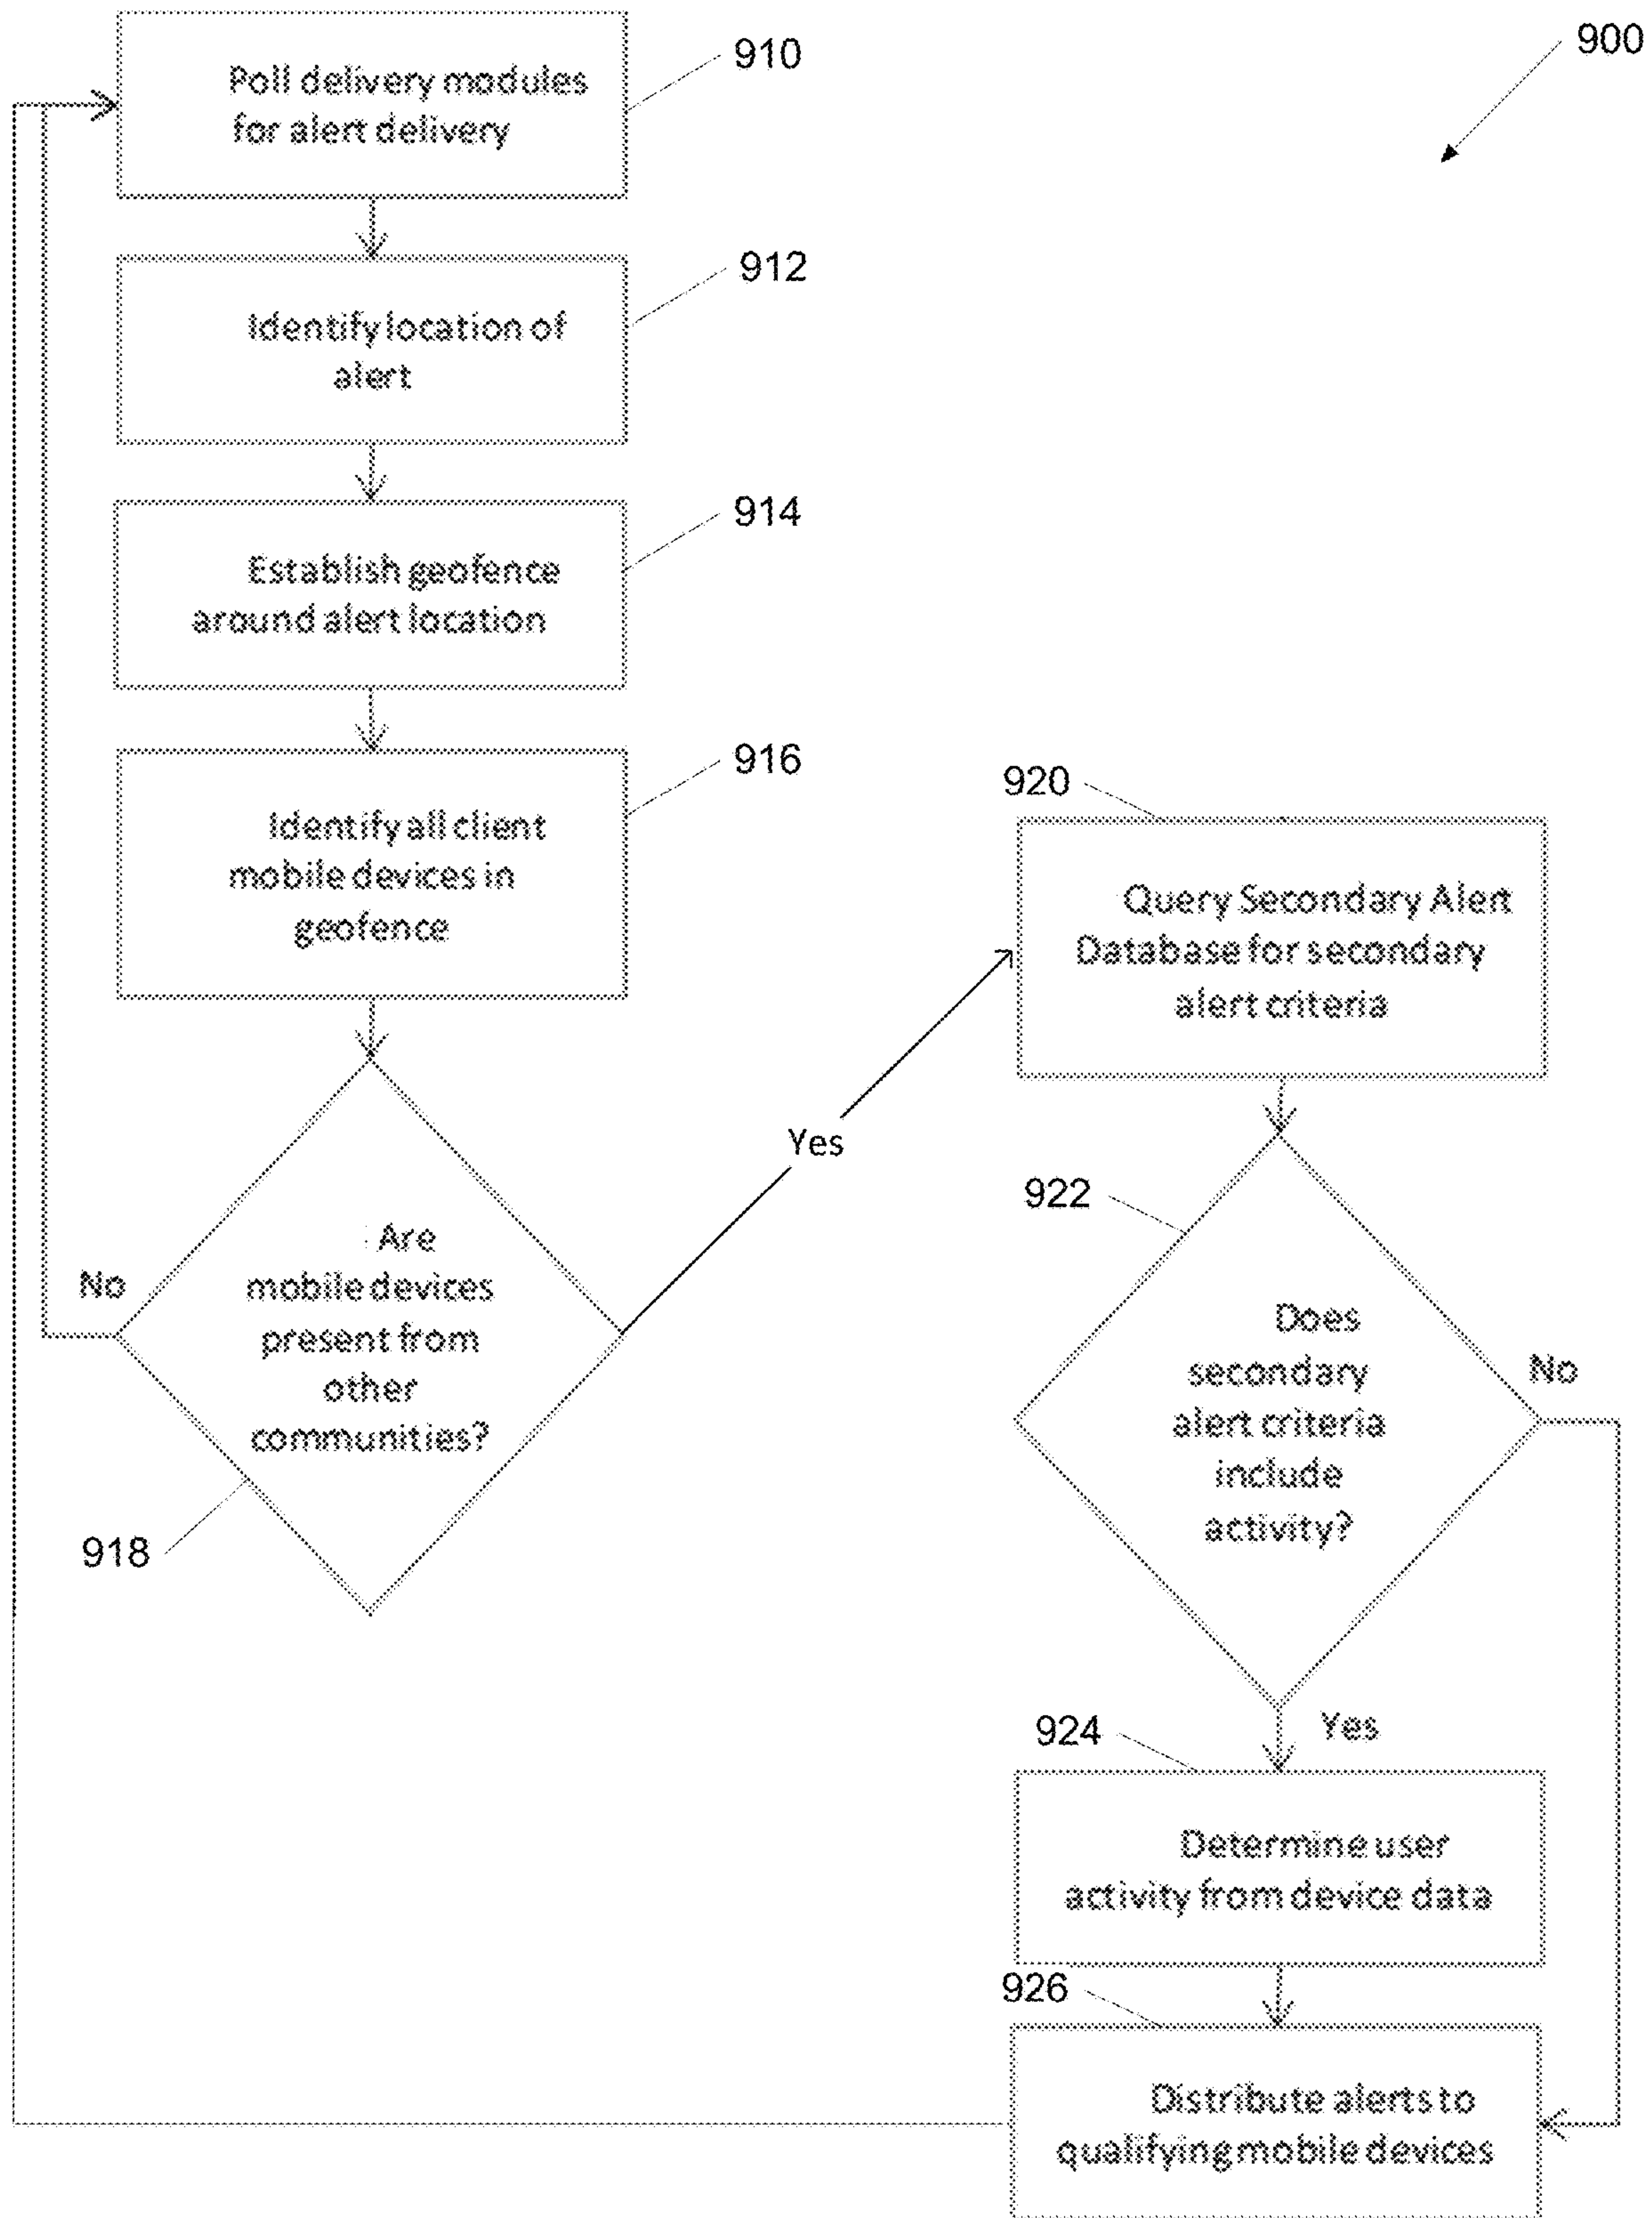 900
910
Poll delivery modules
for alert delivery
912
Identify location of
alert
914
Establish geofence
around alert location
916
Identify all client
mobile devices in
geofence
918
Are
mobile devices
present from
other
communities?
No
Yes
920
Query Secondary Alert
Database for secondary
alert criteria
922
Does
secondary
alert criteria
include
activity?
No
Yes
924
Determine user
activity from device data
926
Distribute alerts to
qualifying mobile devices